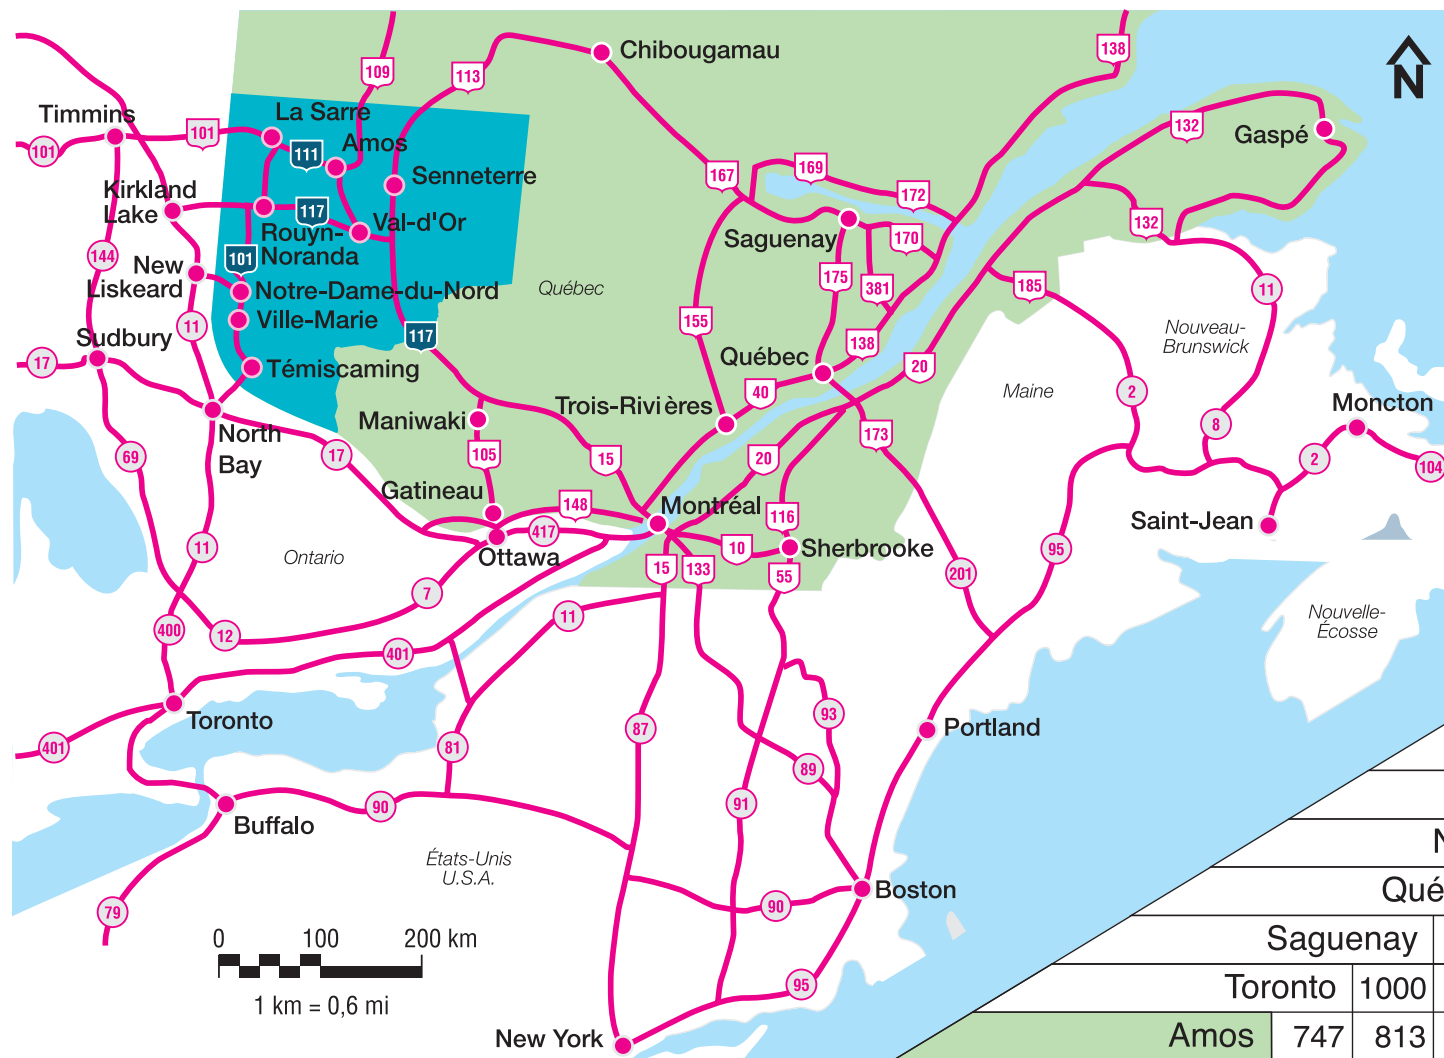 Chibougamau
138
109
113
N
Timmins
La Sarre
132
Gaspé
101
101
111
Amos
167
169
172
Senneterre
Kirkland
Lake
117
Val-d'Or
132
Rouyn-
Noranda
Saguenay
170
144
101
New
Liskeard
175
381
185
11
Notre-Dame-du-Nord
Québec
11
Ville-Marie
155
117
Nouveau-
Brunswick
Sudbury
138
17
Québec
20
Témiscaming
40
Maine
2
Trois-Rivières
Moncton
Maniwaki
173
8
North
Bay
69
17
105
15
20
2
104
Gatineau
148
Montréal
116
Saint-Jean
417
11
Ontario
Ottawa
10
Sherbrooke
95
15
133
55
201
7
11
Nouvelle-
Écosse
400
12
401
Toronto
93
87
Portland
401
81
89
91
90
Buffalo
États-Unis
U.S.A.
N
Boston
Qué
90
79
0 100 200 km
Saguenay
95
Toronto 1000
1 km = 0,6 mi
New York
Amos 747 813